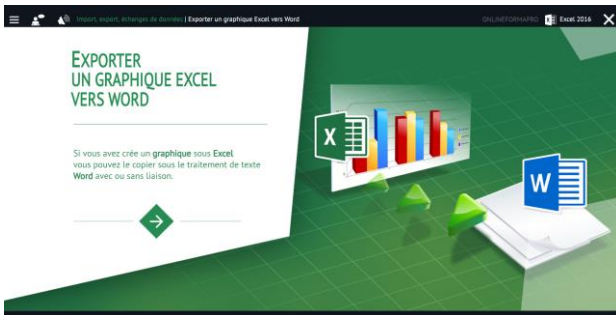 Import, export, échanges de données | Exporter un graphique Excel vers Word
ONLINEFORMAPRO
Excel 2016
EXPORTER
UN GRAPHIQUE EXCEL
VERS WORD
Si vous avez crée un graphique sous Excel
vous pouvez le copier sous le traitement de texte
Word avec ou sans liaison.
X
W